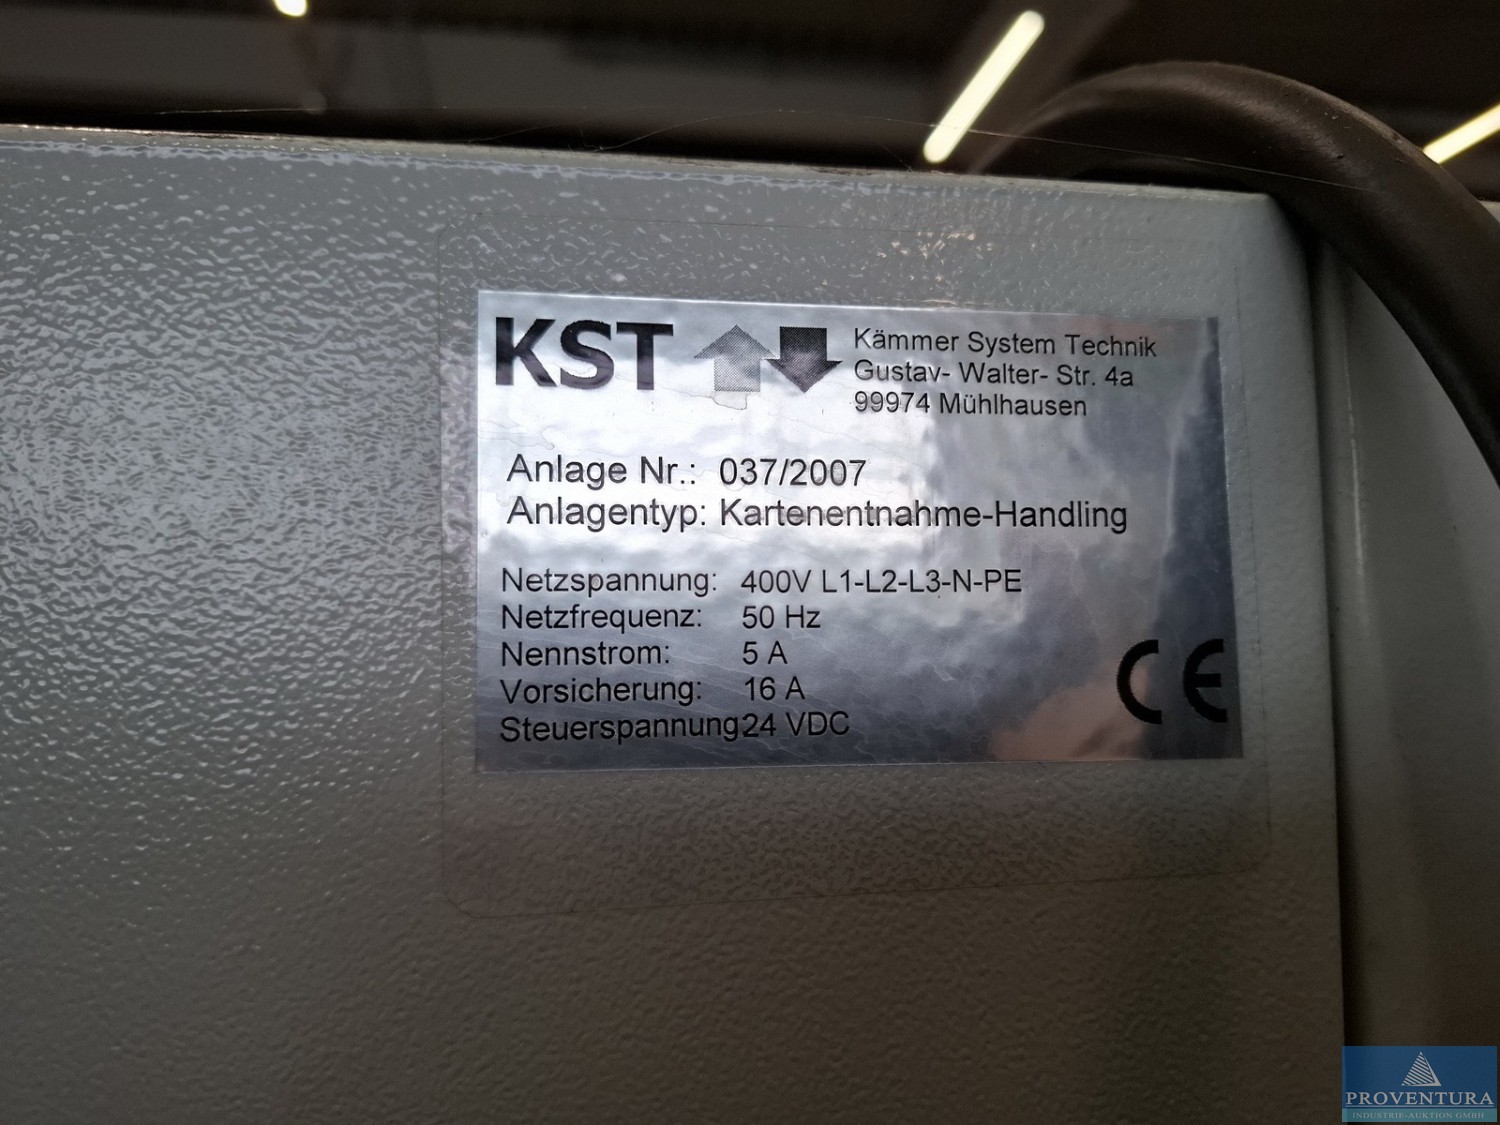 KST
Kämmer System Technik
Gustav- Walter- Str. 4a
99974 Mühlhausen
Anlage Nr.: 037/2007
Anlagentyp: Kartenentnahme-Handling
Netzspannung: 400V L1-L2-L3-N-PE
Netzfrequenz: 50 Hz
Nennstrom: 5 A
Vorsicherung: 16 A
Steuerspannung:24 VDC
CE
PROVENTURA
INDUSTRIE-AUKTION GMBH